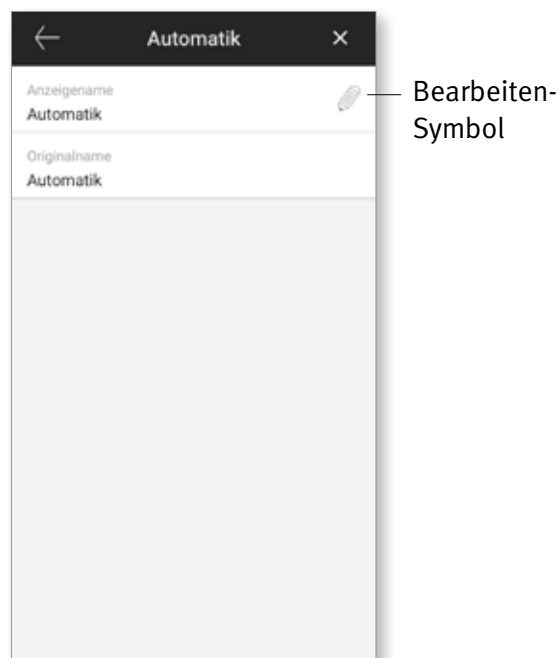 Automatik
Anzeigename
Automatik
Originalname
Automatik
Bearbeiten-
Symbol